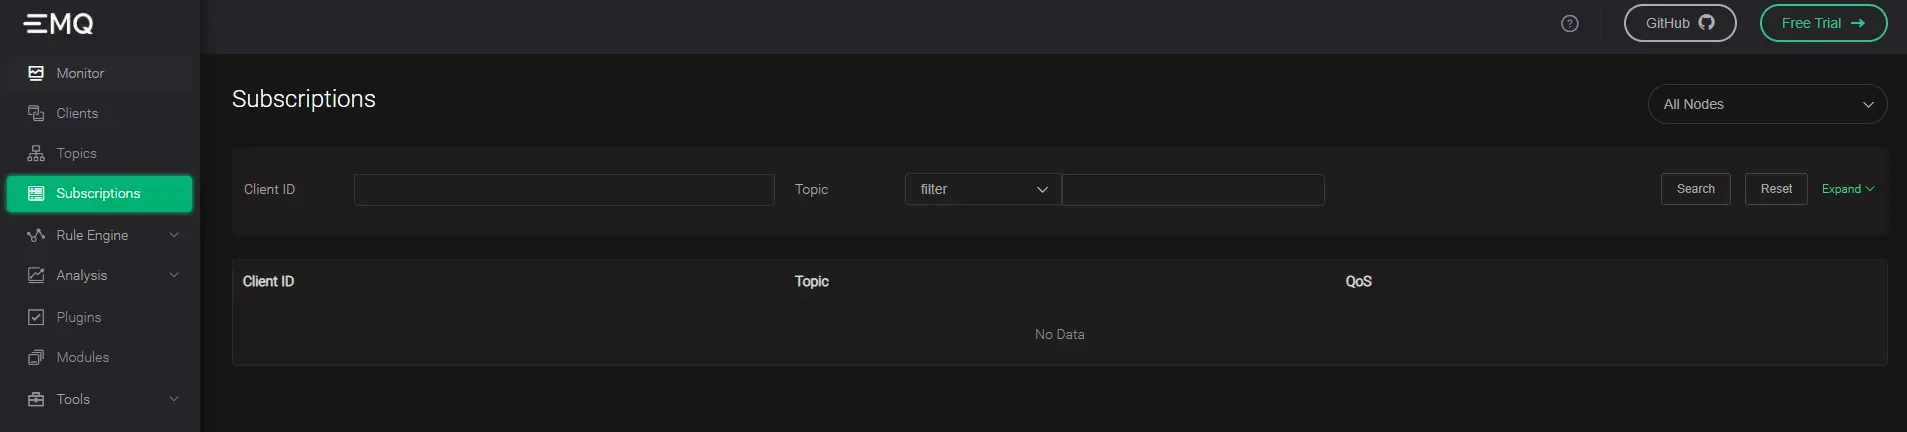 EMQ
GitHub
Free Trial →
Monitor
Clients
Topics
Subscriptions
Rule Engine
Analysis
Plugins
Modules
Tools
Subscriptions
All Nodes
Client ID
Topic
filter
Search
Reset
Expand
Client ID
Topic
QoS
No Data